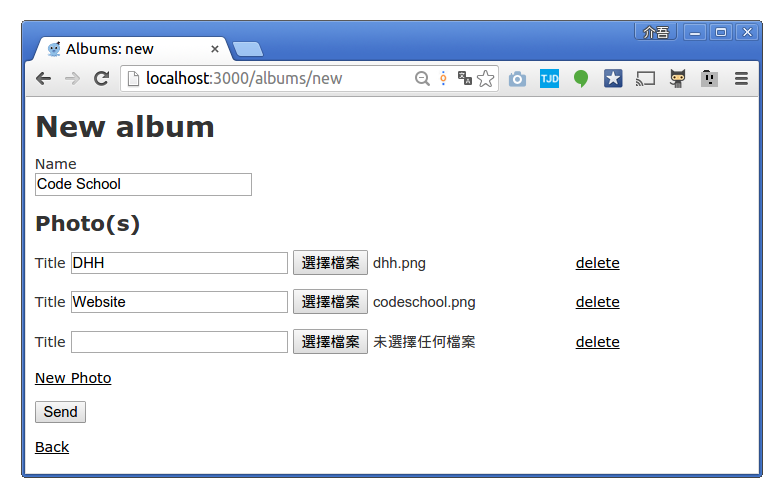 介吾
Albums: new
localhost:3000/albums/new
TJD
New album
Name
Code School
Photo(s)
Title DHH 選擇檔案 dhh.png delete
Title Website 選擇檔案 codeschool.png delete
Title 選擇檔案 未選擇任何檔案 delete
New Photo
Send
Back